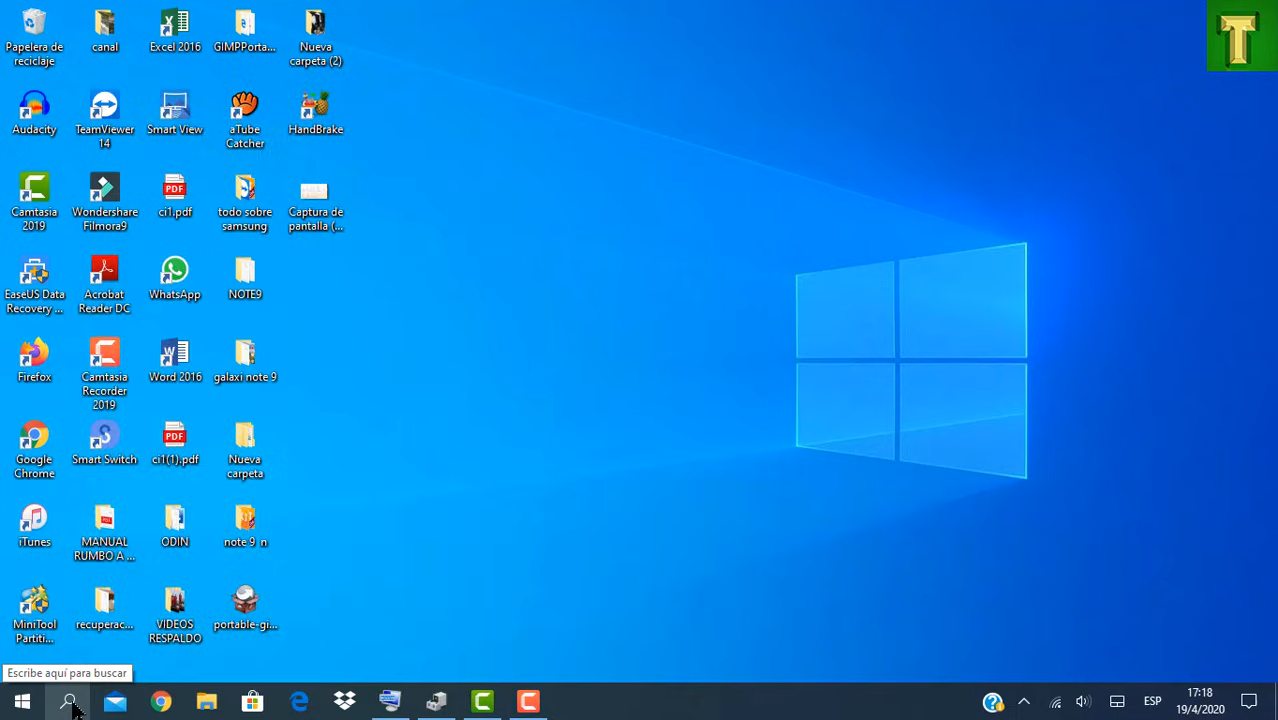 Papelera de
reciclaje
canal
Excel 2016
GIMPPorta...
Nueva
carpeta (2)
T
Audacity
TeamViewer
14
Smart View
aTube
Catcher
HandBrake
Camtasia
2019
Wondershare
Filmora9
PDF
ci1.pdf
todo sobre
samsung
Captura de
pantalla (...
EaseUS Data
Recovery ...
Acrobat
Reader DC
WhatsApp
NOTE9
Firefox
Camtasia
Recorder
2019
Word 2016
galaxi note 9
Google
Chrome
Smart Switch
PDF
ci1(1).pdf
Nueva
carpeta
iTunes
MANUAL
RUMBO A ...
ODIN
note 9 n
MiniTool
Partiti...
recuperac...
VIDEOS
RESPALDO
portable-gi...
Escribe aquí para buscar
ESP
17:18
19/4/2020